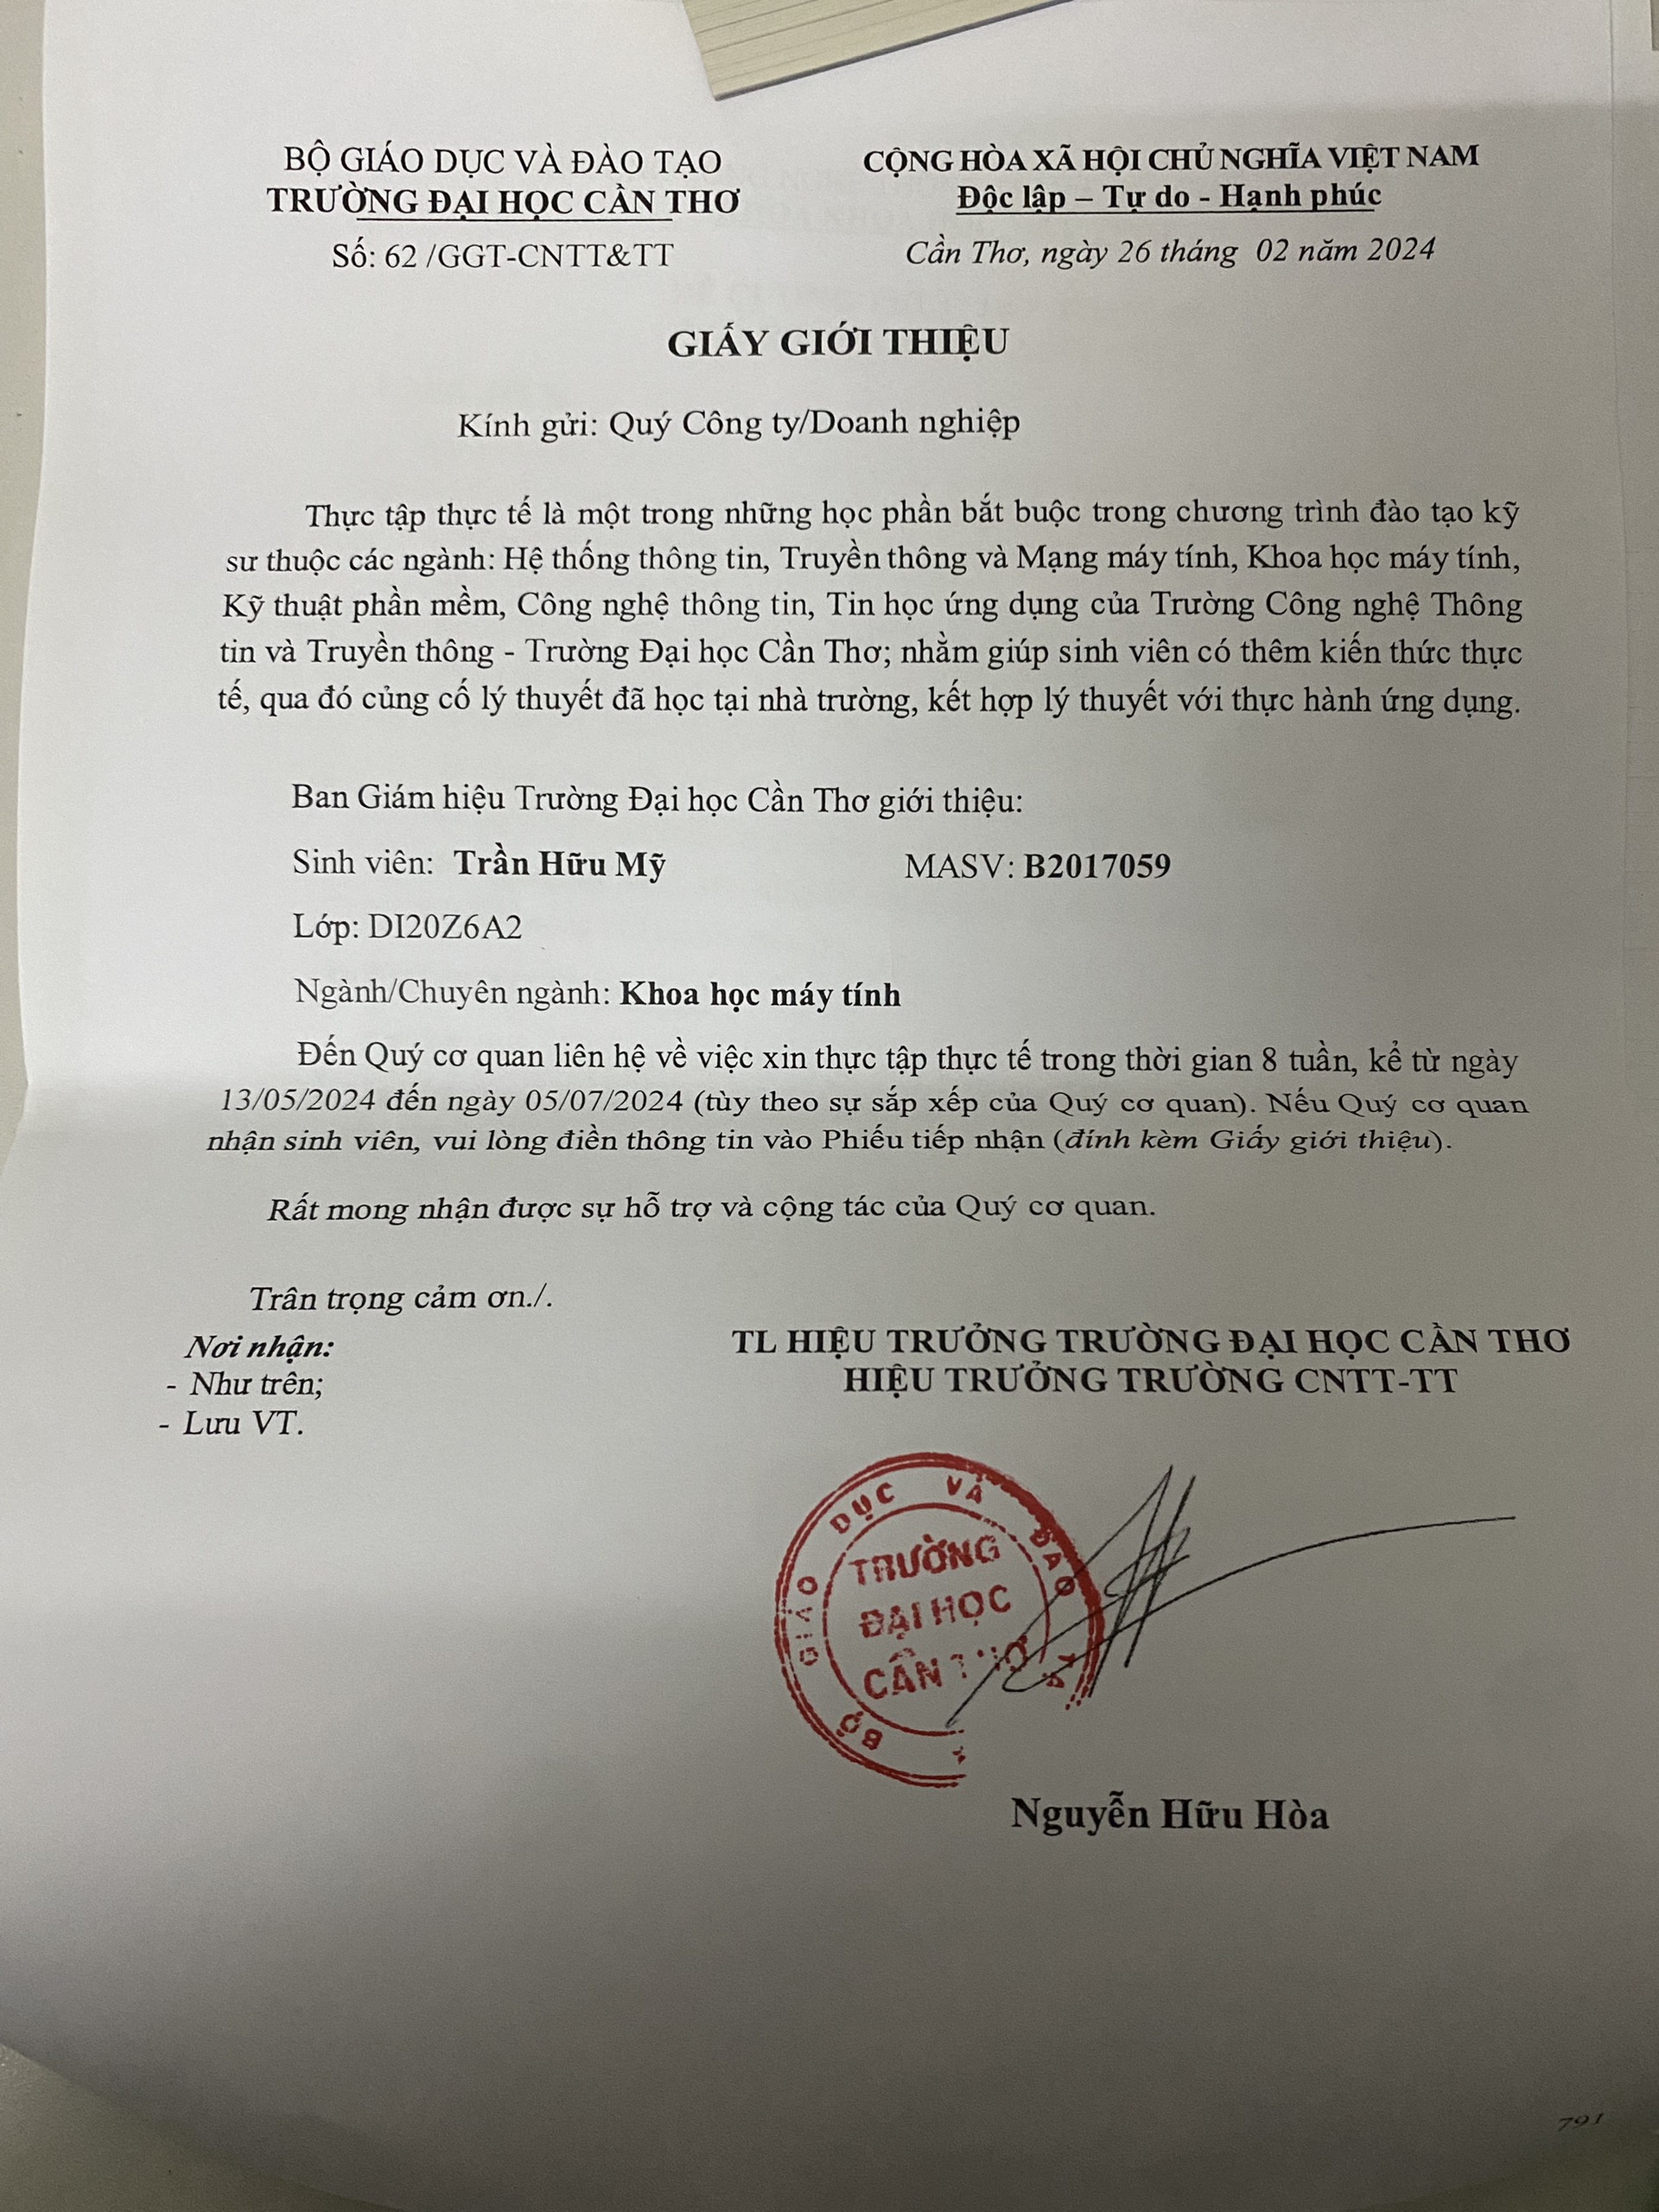 BỘ GIÁO DỤC VÀ ĐÀO TẠO
TRƯỜNG ĐẠI HỌC CẦN THƠ
Số: 62 /GGT-CNTT&TT
CỘNG HÒA XÃ HỘI CHỦ NGHĨA VIỆT NAM
Độc lập – Tự do - Hạnh phúc
Cần Thơ, ngày 26 tháng 02 năm 2024
GIẤY GIỚI THIỆU
Kính gửi: Quý Công ty/Doanh nghiệp
Thực tập thực tế là một trong những học phần bắt buộc trong chương trình đào tạo kỹ
sư thuộc các ngành: Hệ thống thông tin, Truyền thông và Mạng máy tính, Khoa học máy tính,
Kỹ thuật phần mềm, Công nghệ thông tin, Tin học ứng dụng của Trường Công nghệ Thông
tin và Truyền thông - Trường Đại học Cần Thơ; nhằm giúp sinh viên có thêm kiến thức thực
tế, qua đó củng cố lý thuyết đã học tại nhà trường, kết hợp lý thuyết với thực hành ứng dụng.
Ban Giám hiệu Trường Đại học Cần Thơ giới thiệu:
Sinh viên: Trần Hữu Mỹ MASV: B2017059
Lớp: DI20Z6A2
Ngành/Chuyên ngành: Khoa học máy tính
Đến Quý cơ quan liên hệ về việc xin thực tập thực tế trong thời gian 8 tuần, kể từ ngày
13/05/2024 đến ngày 05/07/2024 (tùy theo sự sắp xếp của Quý cơ quan). Nếu Quý cơ quan
nhận sinh viên, vui lòng điền thông tin vào Phiếu tiếp nhận (đính kèm Giấy giới thiệu).
Rất mong nhận được sự hỗ trợ và cộng tác của Quý cơ quan.
Trân trọng cảm ơn./.
Nơi nhận:
- Như trên;
- Lưu VT.
TL HIỆU TRƯỞNG TRƯỜNG ĐẠI HỌC CẦN THƠ
HIỆU TRƯỞNG TRƯỜNG CNTT-TT
BỘ GIÁO DỤC VÀ ĐÀO
TRƯỜNG
ĐẠI HỌC
CẦN THƠ
Nguyễn Hữu Hòa
791